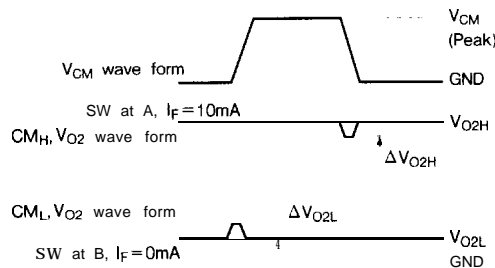 V_CM (Peak)
V_CM wave form
GND
SW at A, I_F=10mA
V_O2H
CM_H, V_O2 wave form
ΔV_O2H
CM_L, V_O2 wave form
ΔV_O2L
V_O2L
SW at B, I_F=0mA
GND